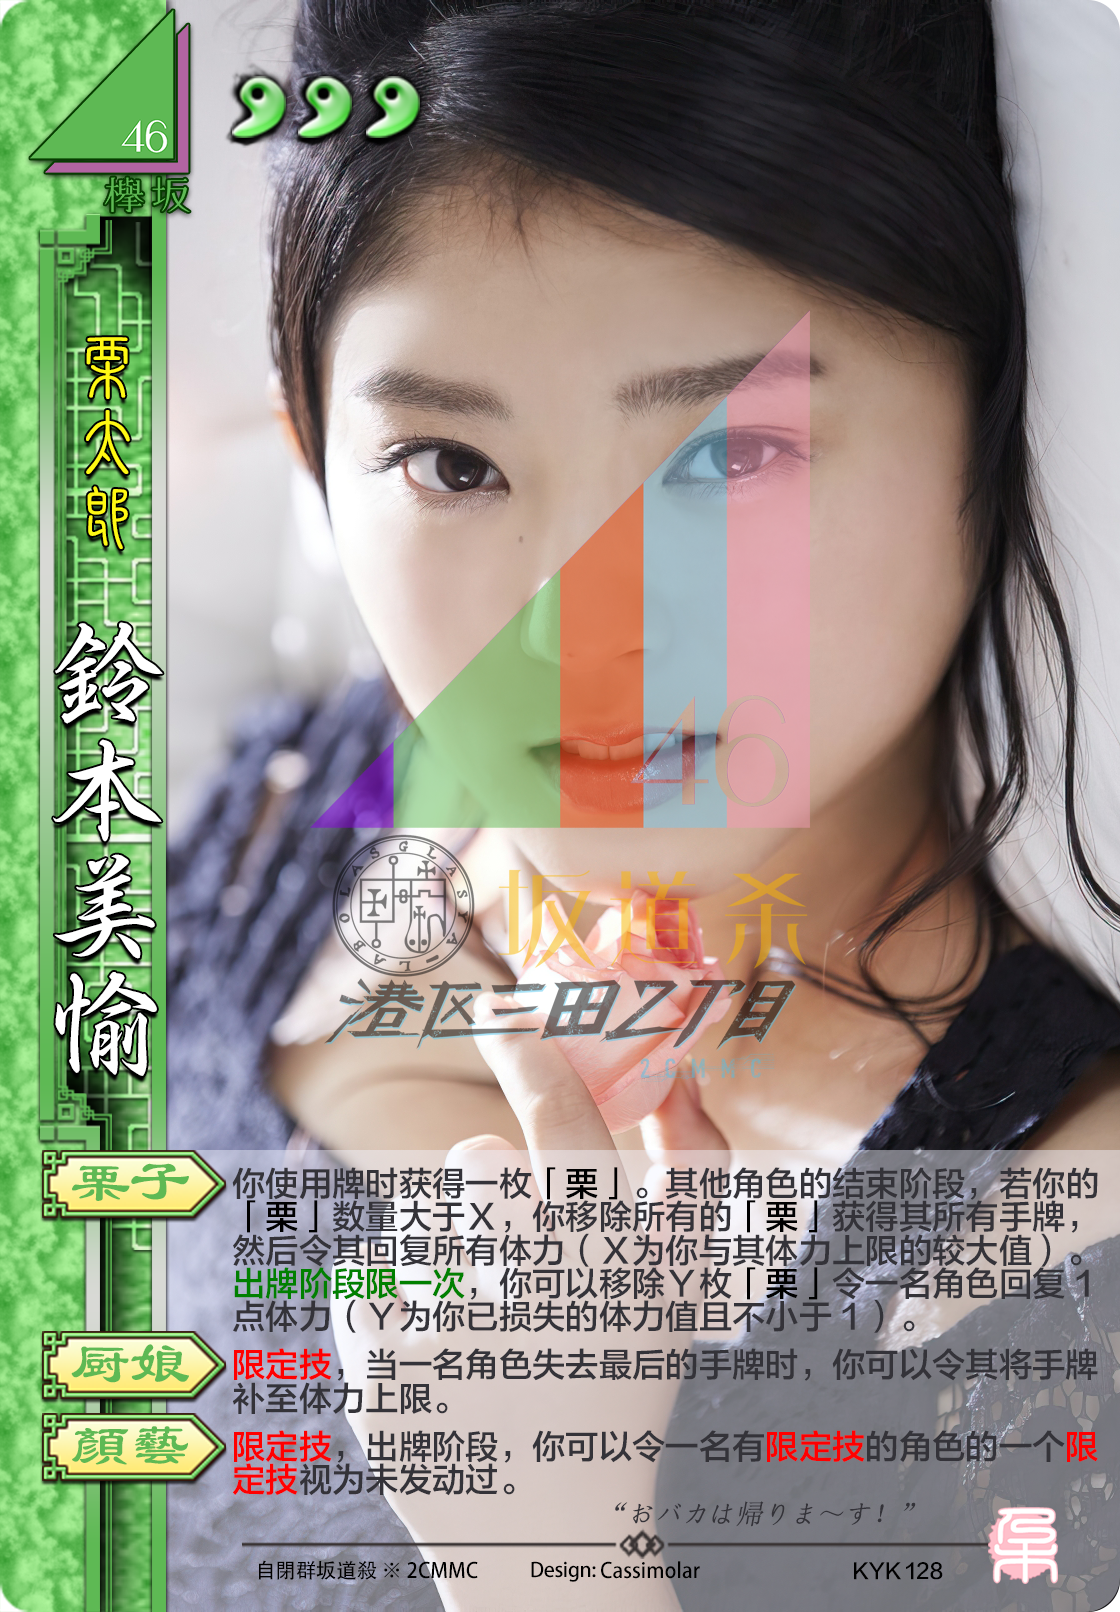 46
欅坂
栗太郎
鈴本美愉
46
GLASYA-LABOLAS
坂道杀
港区三田乙丁目
2CMMC
栗子
你使用牌时获得一枚「栗」。其他角色的结束阶段，若你的
「栗」数量大于X，你移除所有的「栗」获得其所有手牌，
然后令其回复所有体力（X为你与其体力上限的较大值）。
出牌阶段限一次，你可以移除Y枚「栗」令一名角色回复1
点体力（Y为你已损失的体力值且不小于1）。
厨娘
限定技，当一名角色失去最后的手牌时，你可以令其将手牌
补至体力上限。
顔藝
限定技，出牌阶段，你可以令一名有限定技的角色的一个限
定技视为未发动过。
“おバカは帰りま～す！”
自閉群坂道殺 ※ 2CMMC
Design: Cassimolar
KYK 128